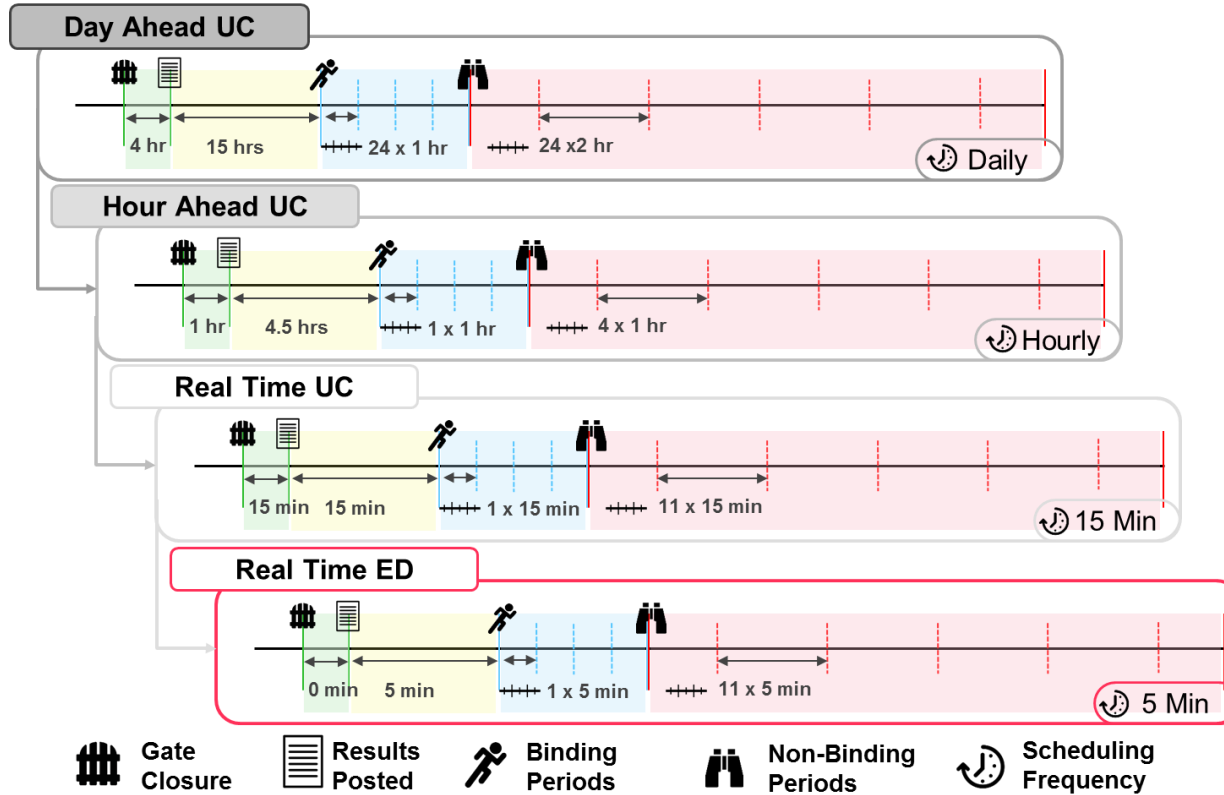 Day Ahead UC
4 hr
15 hrs
24 x 1 hr
24 x2 hr
Daily
Hour Ahead UC
1 hr
4.5 hrs
1 x 1 hr
4 x 1 hr
Hourly
Real Time UC
15 min
15 min
1 x 15 min
11 x 15 min
15 Min
Real Time ED
0 min
5 min
1 x 5 min
11 x 5 min
5 Min
Gate
Closure
Results
Posted
Binding
Periods
Non-Binding
Periods
Scheduling
Frequency